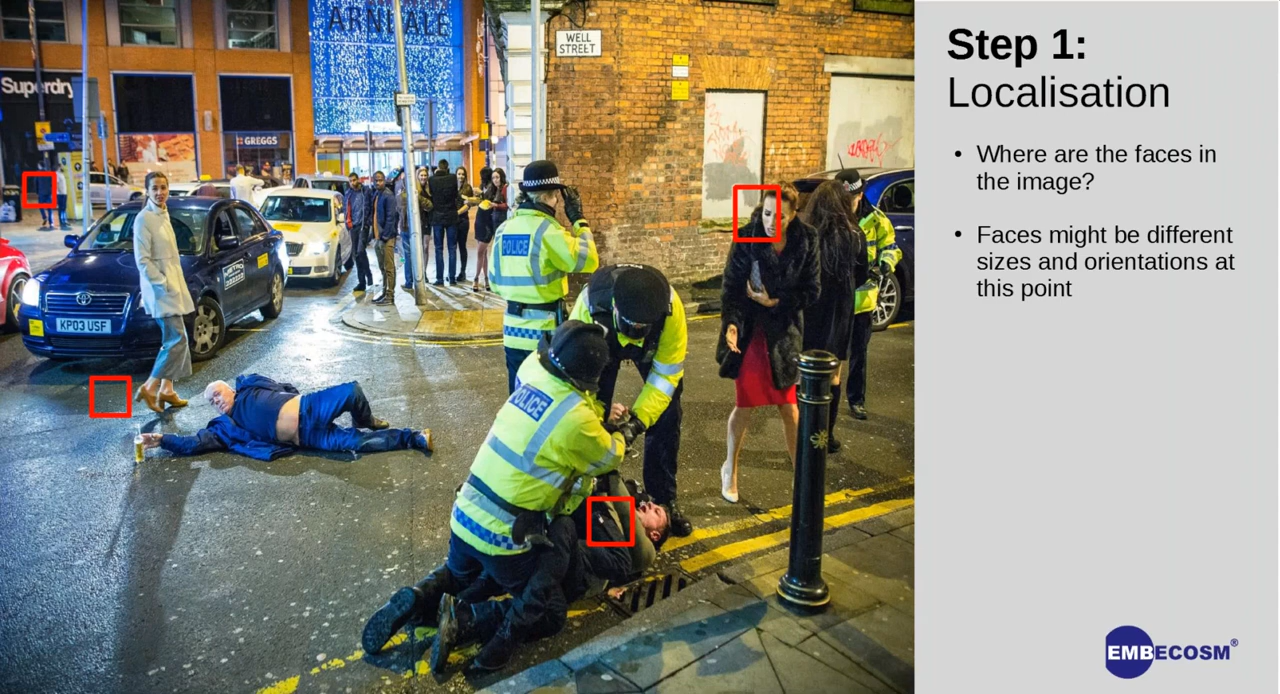 ARNDALE
WELL
STREET
Superdry
GREGGS
POLICE
METRO
KP03 USF
POLICE
Step 1:
Localisation
• Where are the faces in
the image?
• Faces might be different
sizes and orientations at
this point
EMBECOSM®